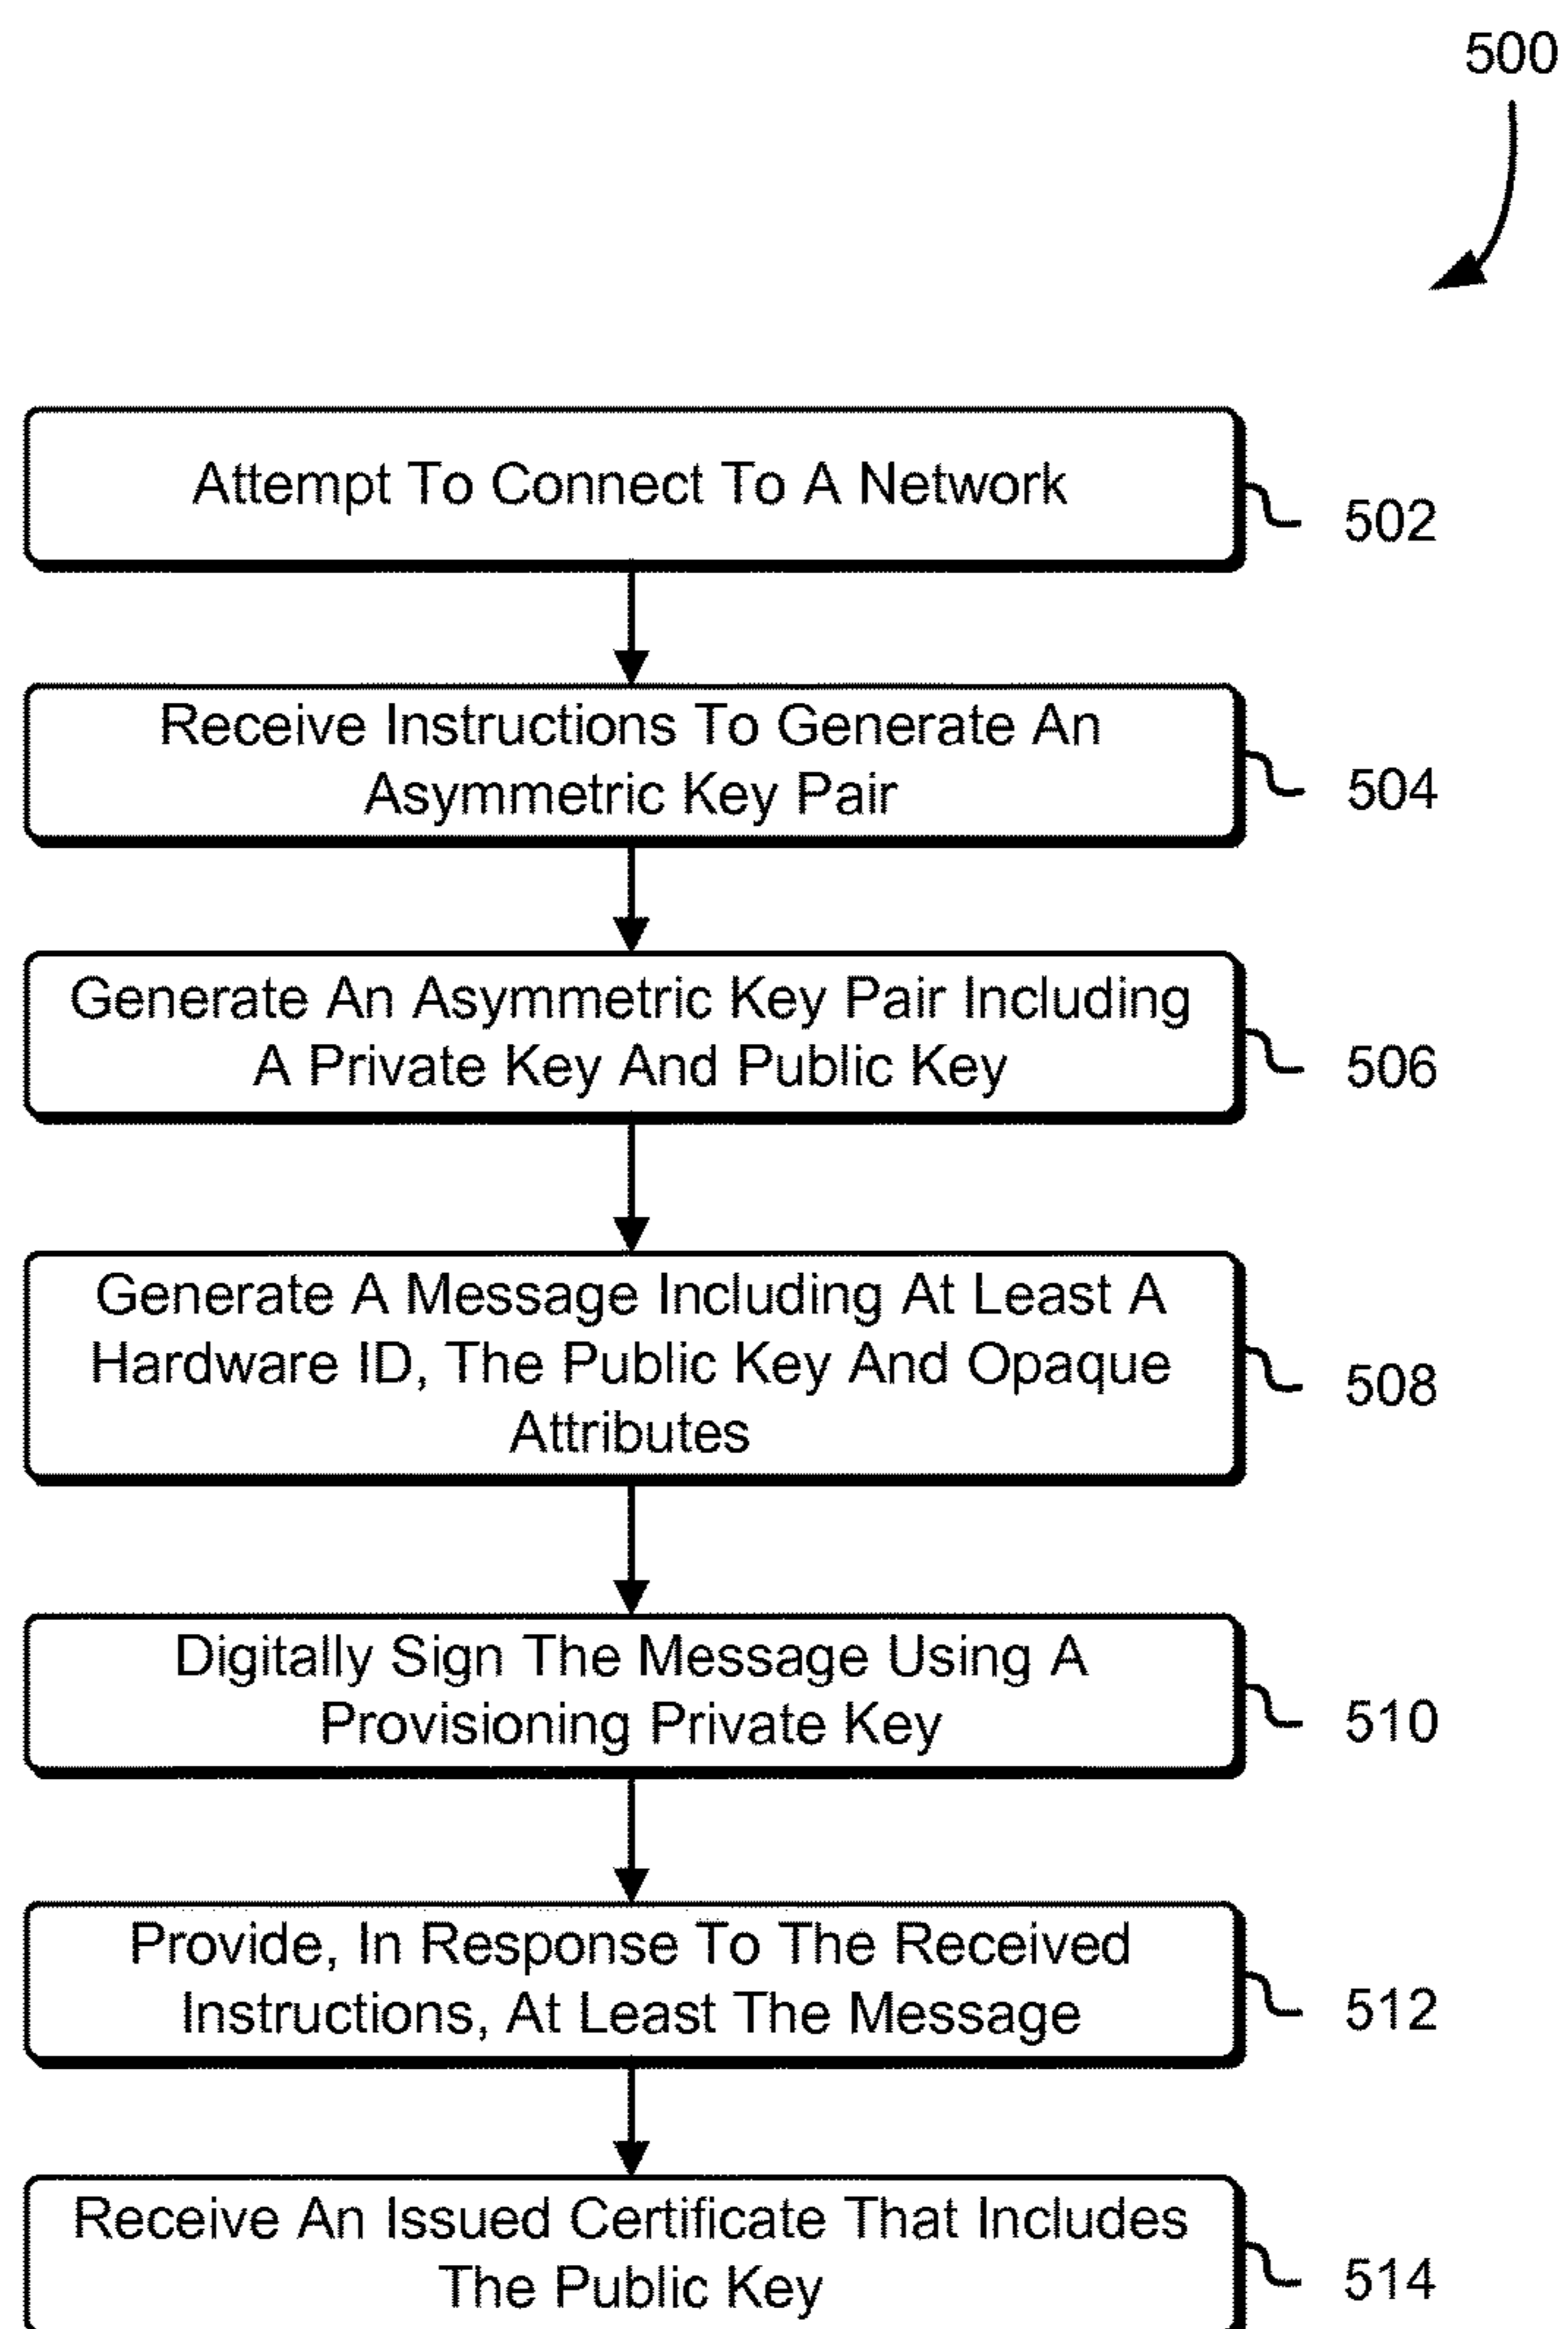 500
Attempt To Connect To A Network
502
Receive Instructions To Generate An
Asymmetric Key Pair
504
Generate An Asymmetric Key Pair Including
A Private Key And Public Key
506
Generate A Message Including At Least A
Hardware ID, The Public Key And Opaque
Attributes
508
Digitally Sign The Message Using A
Provisioning Private Key
510
Provide, In Response To The Received
Instructions, At Least The Message
512
Receive An Issued Certificate That Includes
The Public Key
514